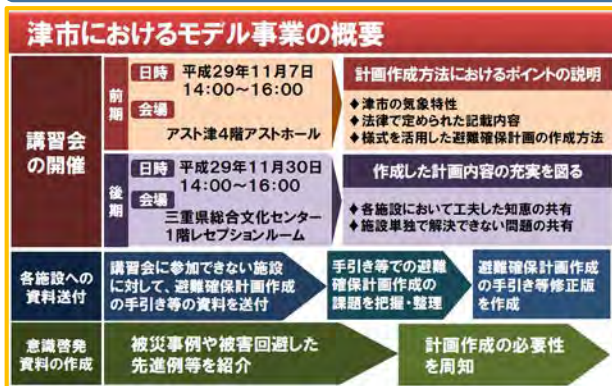 津市におけるモデル事業の概要
講習会
の開催
前期
日時 平成29年11月7日
14:00～16:00
会場
アスト津4階アストホール
計画作成方法におけるポイントの説明
◆津市の気象特性
◆法律で定められた記載内容
◆様式を活用した避難確保計画の作成方法
後期
日時 平成29年11月30日
14:00～16:00
会場
三重県総合文化センター
1階レセプションルーム
作成した計画内容の充実を図る
◆各施設において工夫した知恵の共有
◆施設単独で解決できない問題の共有
各施設への
資料送付
講習会に参加できない施設
に対して、避難確保計画作成
の手引き等の資料を送付
手引き等での避難
確保計画作成の
課題を把握・整理
避難確保計画作成
の手引き等修正版
を作成
意識啓発
資料の作成
被災事例や被害回避した
先進例等を紹介
計画作成の必要性
を周知